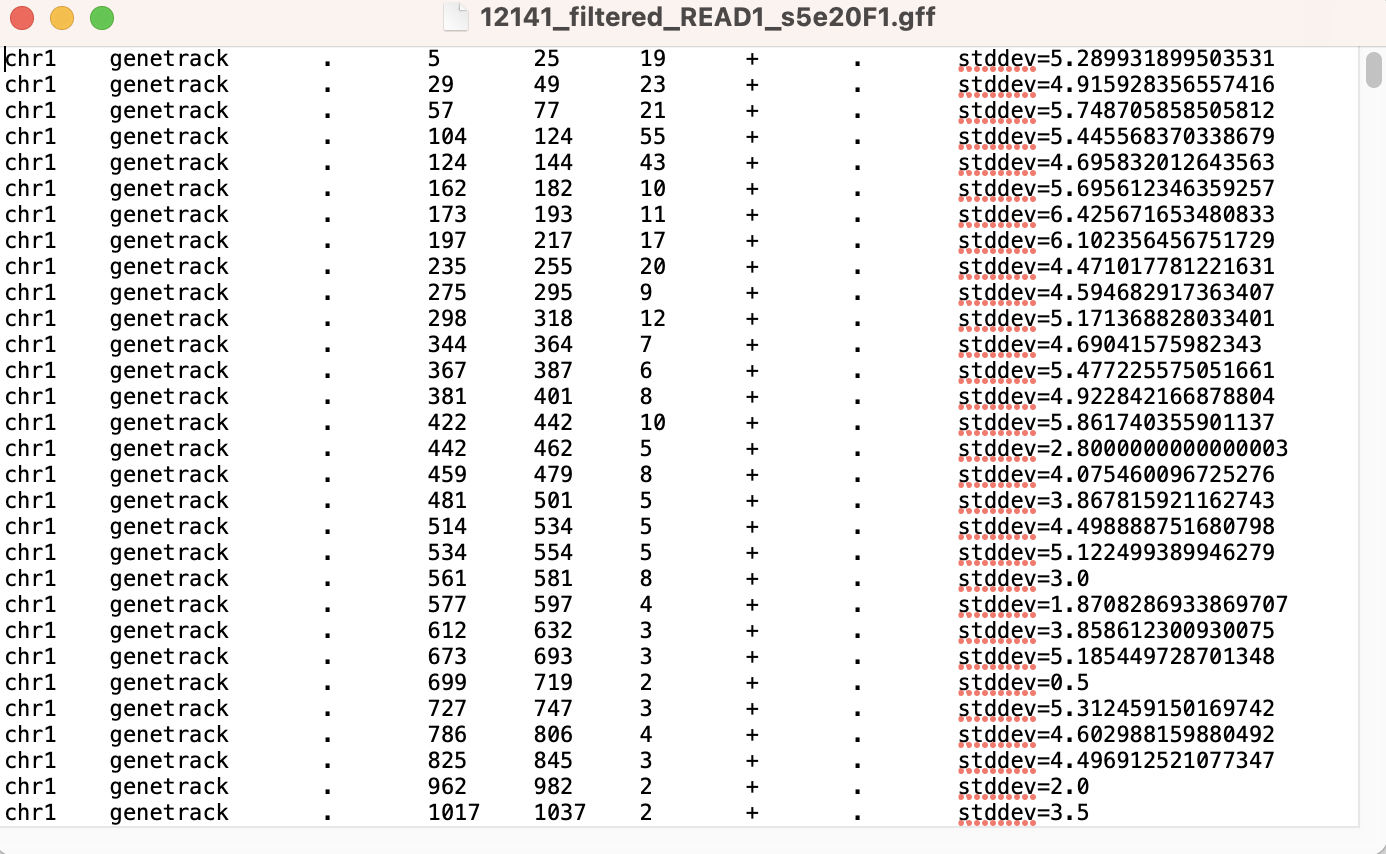 12141_filtered_READ1_s5e20F1.gff
chr1 genetrack . 5 25 19 + . stddev=5.289931899503531
chr1 genetrack . 29 49 23 + . stddev=4.915928356557416
chr1 genetrack . 57 77 21 + . stddev=5.748705858505812
chr1 genetrack . 104 124 55 + . stddev=5.445568370338679
chr1 genetrack . 124 144 43 + . stddev=4.695832012643563
chr1 genetrack . 162 182 10 + . stddev=5.695612346359257
chr1 genetrack . 173 193 11 + . stddev=6.425671653480833
chr1 genetrack . 197 217 17 + . stddev=6.102356456751729
chr1 genetrack . 235 255 20 + . stddev=4.471017781221631
chr1 genetrack . 275 295 9 + . stddev=4.594682917363407
chr1 genetrack . 298 318 12 + . stddev=5.171368828033401
chr1 genetrack . 344 364 7 + . stddev=4.69041575982343
chr1 genetrack . 367 387 6 + . stddev=5.477225575051661
chr1 genetrack . 381 401 8 + . stddev=4.922842166878804
chr1 genetrack . 422 442 10 + . stddev=5.861740355901137
chr1 genetrack . 442 462 5 + . stddev=2.8000000000000003
chr1 genetrack . 459 479 8 + . stddev=4.075460096725276
chr1 genetrack . 481 501 5 + . stddev=3.867815921162743
chr1 genetrack . 514 534 5 + . stddev=4.498888751680798
chr1 genetrack . 534 554 5 + . stddev=5.122499389946279
chr1 genetrack . 561 581 8 + . stddev=3.0
chr1 genetrack . 577 597 4 + . stddev=1.8708286933869707
chr1 genetrack . 612 632 3 + . stddev=3.858612300930075
chr1 genetrack . 673 693 3 + . stddev=5.185449728701348
chr1 genetrack . 699 719 2 + . stddev=0.5
chr1 genetrack . 727 747 3 + . stddev=5.312459150169742
chr1 genetrack . 786 806 4 + . stddev=4.602988159880492
chr1 genetrack . 825 845 3 + . stddev=4.496912521077347
chr1 genetrack . 962 982 2 + . stddev=2.0
chr1 genetrack . 1017 1037 2 + . stddev=3.5